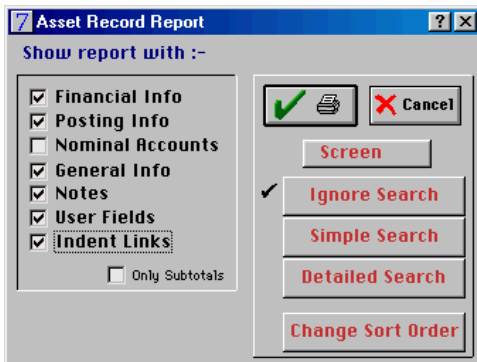 7 Asset Record Report ? X
Show report with :-
Financial Info
Posting Info
Nominal Accounts
General Info
Notes
User Fields
Indent Links
Only Subtotals
Cancel
Screen
Ignore Search
Simple Search
Detailed Search
Change Sort Order